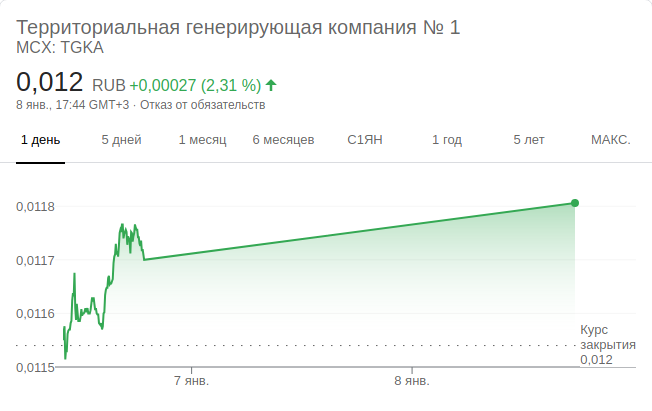 Территориальная генерирующая компания № 1
MCX: TGKA
0,012 RUB +0,00027 (2,31 %)
8 янв., 17:44 GMT+3 · Отказ от обязательств
1 день 5 дней 1 месяц 6 месяцев С1ЯН 1 год 5 лет МАКС.
0,0118
0,0117
0,0116
0,0115
Курс
закрытия
0,012
7 янв. 8 янв.